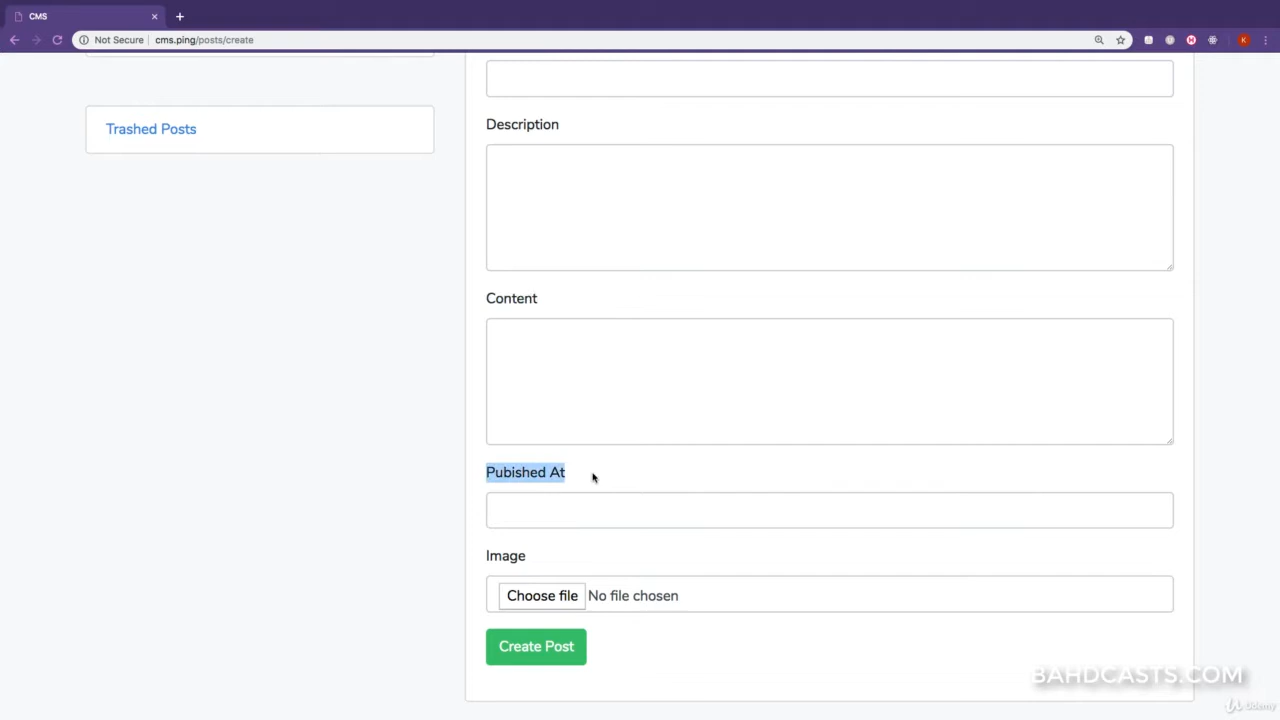 CMS
Not Secure
cms.ping/posts/create
K
Trashed Posts
Description
Content
Pubished At
Image
Choose file No file chosen
Create Post
BAHDCASTS.COM
Udemy